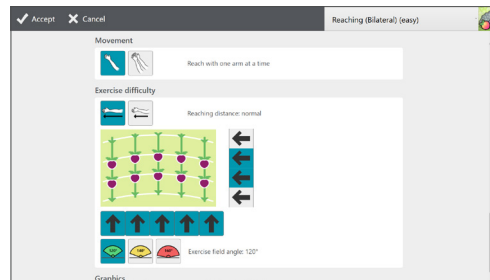 Accept Cancel Reaching (Bilateral) (easy)
Movement
Reach with one arm at a time
Exercise difficulty
Reaching distance: normal
120°
Exercise field angle: 120°
Graphics